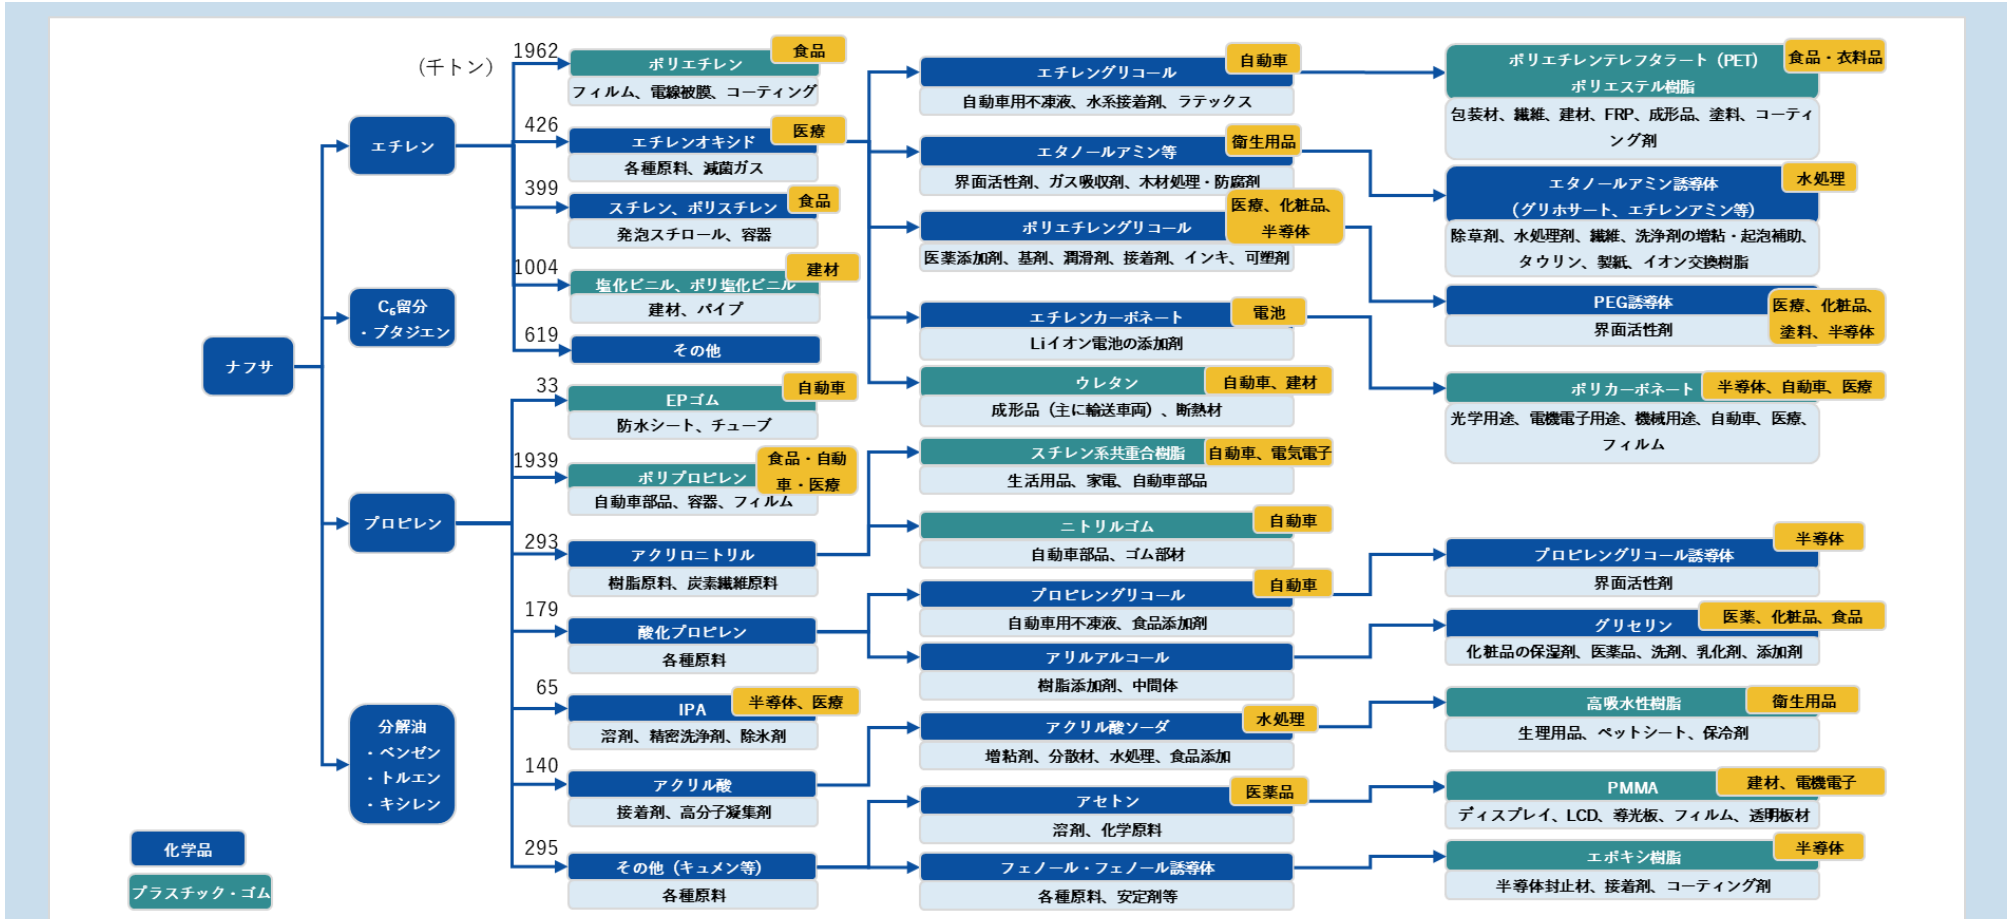 (千トン)
ナフサ
エチレン
C₆留分
・ブタジエン
プロピレン
分解油
・ベンゼン
・トルエン
・キシレン
化学品
プラスチック・ゴム
1962
ポリエチレン
食品
フィルム、電線被膜、コーティング
426
エチレンオキシド
医療
各種原料、滅菌ガス
399
スチレン、ポリスチレン
食品
発泡スチロール、容器
1004
塩化ビニル、ポリ塩化ビニル
建材
建材、パイプ
619
その他
33
EPゴム
自動車
防水シート、チューブ
1939
ポリプロピレン
食品・自動
車・医療
自動車部品、容器、フィルム
293
アクリロニトリル
樹脂原料、炭素繊維原料
179
酸化プロピレン
各種原料
65
IPA
半導体、医療
溶剤、精密洗浄剤、除氷剤
140
アクリル酸
接着剤、高分子凝集剤
295
その他（キュメン等）
各種原料
エチレングリコール
自動車
自動車用不凍液、水系接着剤、ラテックス
エタノールアミン等
衛生用品
界面活性剤、ガス吸収剤、木材処理・防腐剤
ポリエチレングリコール
医療、化粧品、
半導体
医薬添加剤、基剤、潤滑剤、接着剤、インキ、可塑剤
エチレンカーボネート
電池
Liイオン電池の添加剤
ウレタン
自動車、建材
成形品（主に輸送車両）、断熱材
スチレン系共重合樹脂
自動車、電気電子
生活用品、家電、自動車部品
ニトリルゴム
自動車
自動車部品、ゴム部材
プロピレングリコール
自動車
自動車用不凍液、食品添加剤
アリルアルコール
樹脂添加剤、中間体
アクリル酸ソーダ
水処理
増粘剤、分散材、水処理、食品添加
アセトン
医薬品
溶剤、化学原料
フェノール・フェノール誘導体
各種原料、安定剤等
ポリエチレンテレフタラート（PET）
ポリエステル樹脂
食品・衣料品
包装材、繊維、建材、FRP、成形品、塗料、コーティ
ング剤
エタノールアミン誘導体
（グリホサート、エチレンアミン等）
水処理
除草剤、水処理剤、繊維、洗浄剤の増粘・起泡補助、
タウリン、製紙、イオン交換樹脂
PEG誘導体
医療、化粧品、
塗料、半導体
界面活性剤
ポリカーボネート
半導体、自動車、医療
光学用途、電機電子用途、機械用途、自動車、医療、
フィルム
プロピレングリコール誘導体
半導体
界面活性剤
グリセリン
医薬、化粧品、食品
化粧品の保湿剤、医薬品、洗剤、乳化剤、添加剤
高吸水性樹脂
衛生用品
生理用品、ペットシート、保冷剤
PMMA
建材、電機電子
ディスプレイ、LCD、導光板、フィルム、透明板材
エポキシ樹脂
半導体
半導体封止材、接着剤、コーティング剤